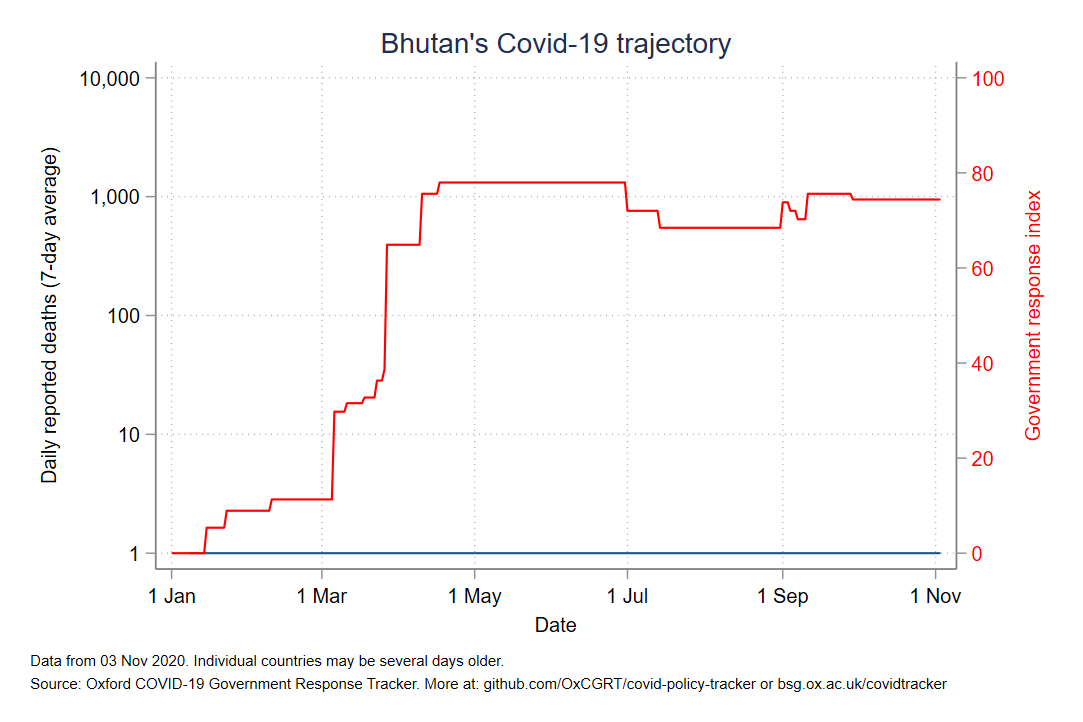 Bhutan's Covid-19 trajectory
10,000
1,000
100
10
1
Daily reported deaths (7-day average)
100
80
60
40
20
0
Government response index
1 Jan 1 Mar 1 May 1 Jul 1 Sep 1 Nov
Date
Data from 03 Nov 2020. Individual countries may be several days older.
Source: Oxford COVID-19 Government Response Tracker. More at: github.com/OxCGRT/covid-policy-tracker or bsg.ox.ac.uk/covidtracker